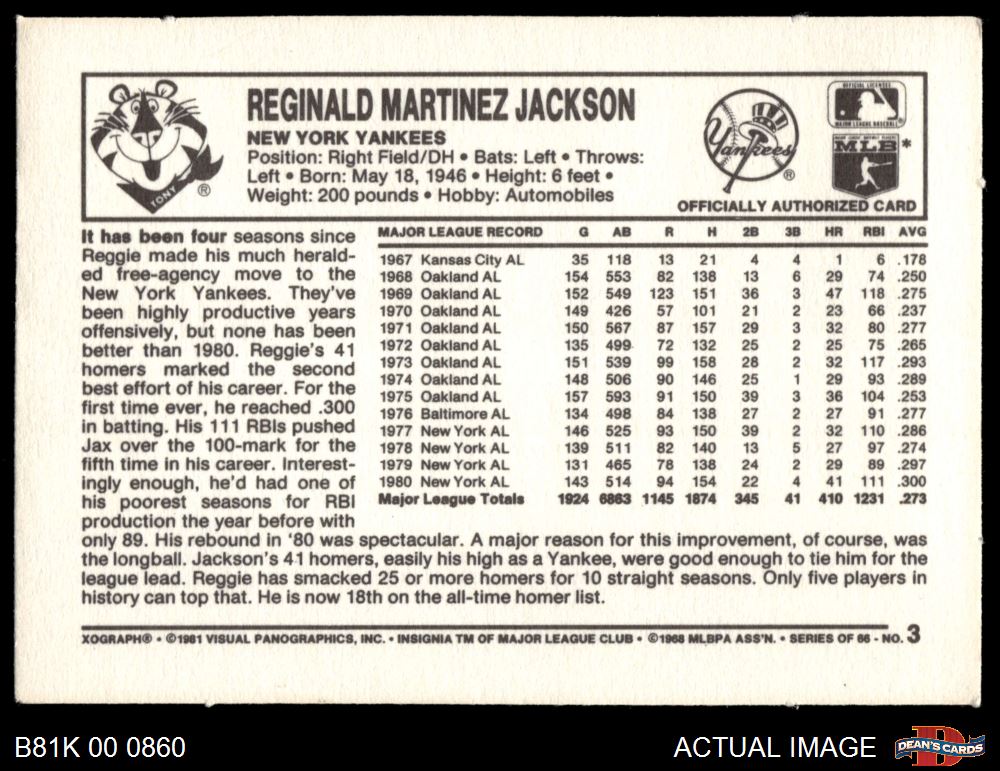 REGINALD MARTINEZ JACKSON
NEW YORK YANKEES
Position: Right Field/DH • Bats: Left • Throws:
Left • Born: May 18, 1946 • Height: 6 feet •
Weight: 200 pounds • Hobby: Automobiles
TONY ®
Yankees ®
OFFICIAL LICENSEE
MAJOR LEAGUE BASEBALL
MLB *
OFFICIALLY AUTHORIZED CARD
It has been four seasons since
Reggie made his much herald-
ed free-agency move to the
New York Yankees. They've
been highly productive years
offensively, but none has been
better than 1980. Reggie's 41
homers marked the second
best effort of his career. For the
first time ever, he reached .300
in batting. His 111 RBIs pushed
Jax over the 100-mark for the
fifth time in his career. Interest-
ingly enough, he'd had one of
his poorest seasons for RBI
production the year before with
only 89. His rebound in '80 was spectacular. A major reason for this improvement, of course, was
the longball. Jackson's 41 homers, easily his high as a Yankee, were good enough to tie him for the
league lead. Reggie has smacked 25 or more homers for 10 straight seasons. Only five players in
history can top that. He is now 18th on the all-time homer list.
MAJOR LEAGUE RECORD G AB R H 2B 3B HR RBI AVG
1967 Kansas City AL 35 118 13 21 4 4 1 6 .178
1968 Oakland AL 154 553 82 138 13 6 29 74 .250
1969 Oakland AL 152 549 123 151 36 3 47 118 .275
1970 Oakland AL 149 426 57 101 21 2 23 66 .237
1971 Oakland AL 150 567 87 157 29 3 32 80 .277
1972 Oakland AL 135 499 72 132 25 2 25 75 .265
1973 Oakland AL 151 539 99 158 28 2 32 117 .293
1974 Oakland AL 148 506 90 146 25 1 29 93 .289
1975 Oakland AL 157 593 91 150 39 3 36 104 .253
1976 Baltimore AL 134 498 84 138 27 2 27 91 .277
1977 New York AL 146 525 93 150 39 2 32 110 .286
1978 New York AL 139 511 82 140 13 5 27 97 .274
1979 New York AL 131 465 78 138 24 2 29 89 .297
1980 New York AL 143 514 94 154 22 4 41 111 .300
Major League Totals 1924 6863 1145 1874 345 41 410 1231 .273
XOGRAPH® • ©1981 VISUAL PANOGRAPHICS, INC. • INSIGNIA TM OF MAJOR LEAGUE CLUB • ©1968 MLBPA ASS'N. • SERIES OF 66 - NO. 3
B81K 00 0860
ACTUAL IMAGE
DEAN'S CARDS